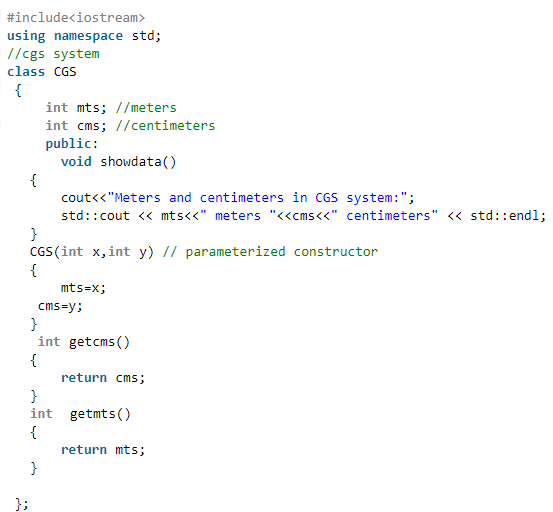 #include<iostream>
using namespace std;
//cgs system
class CGS
{
int mts; //meters
int cms; //centimeters
public:
void showdata()
{
cout<<"Meters and centimeters in CGS system:";
std::cout << mts<<" meters "<<cms<<" centimeters" << std::endl;
}
CGS(int x,int y) // parameterized constructor
{
mts=x;
cms=y;
}
int getcms()
{
return cms;
}
int  getmts()
{
return mts;
}
};